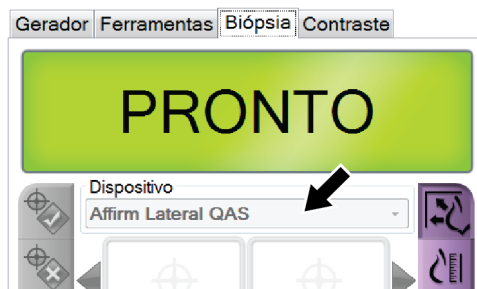 Gerador Ferramentas Biópsia Contraste
PRONTO
Dispositivo
Affirm Lateral QAS